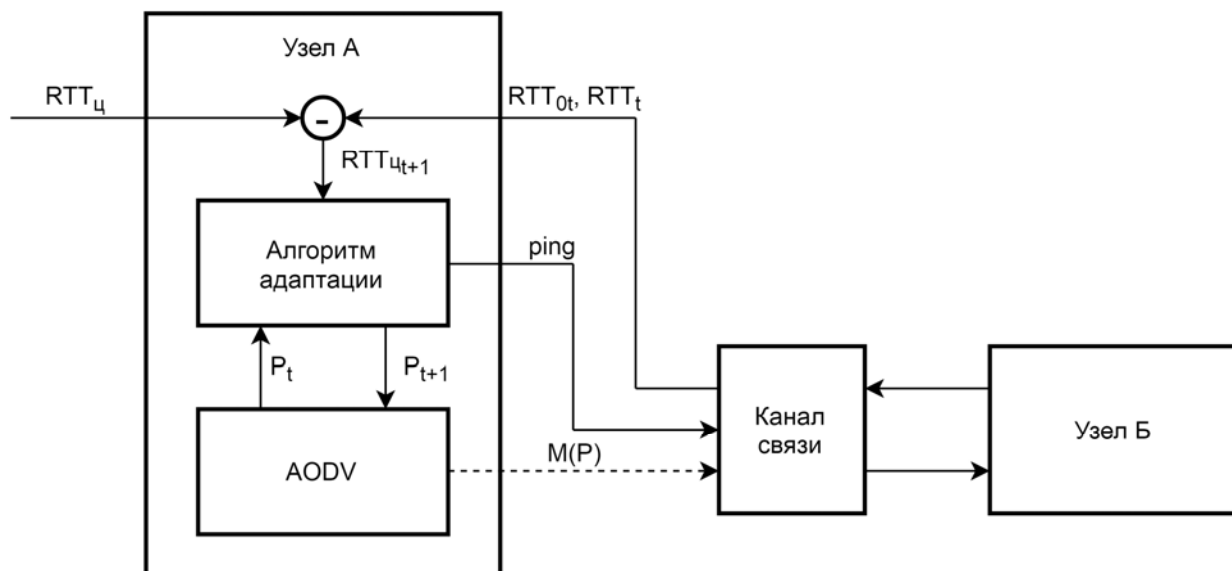 Узел А
RTTц
RTT0t, RTTt
-
RTTцt+1
Алгоритм
адаптации
ping
Pt
Pt+1
Канал
связи
Узел Б
AODV
M(P)